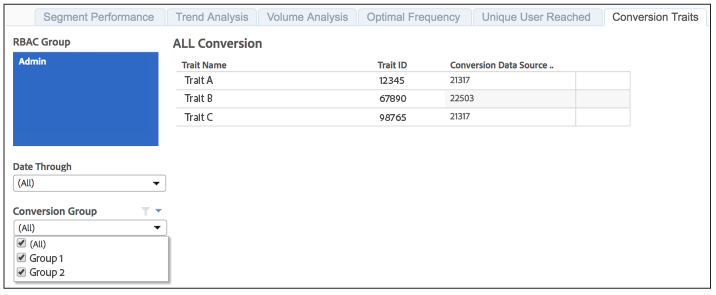 Segment Performance Trend Analysis Volume Analysis Optimal Frequency Unique User Reached Conversion Traits
RBAC Group
Admin
ALL Conversion
Trait Name Trait ID Conversion Data Source ..
Trait A 12345 21317
Trait B 67890 22503
Trait C 98765 21317
Date Through
(All)
Conversion Group
(All)
(All)
Group 1
Group 2